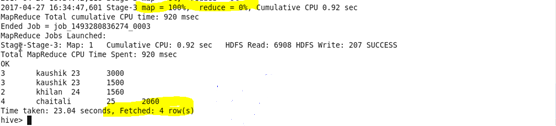 2017-04-27 16:34:47,601 Stage-3 map = 100%,  reduce = 0%, Cumulative CPU 0.92 sec
MapReduce Total cumulative CPU time: 920 msec
Ended Job = job_1493280836274_0003
MapReduce Jobs Launched:
Stage-Stage-3: Map: 1   Cumulative CPU: 0.92 sec   HDFS Read: 6908 HDFS Write: 207 SUCCESS
Total MapReduce CPU Time Spent: 920 msec
OK
3       kaushik 23      3000
3       kaushik 23      1500
2       khilan  24      1560
4       chaitali        25      2060
Time taken: 23.04 seconds, Fetched: 4 row(s)
hive>